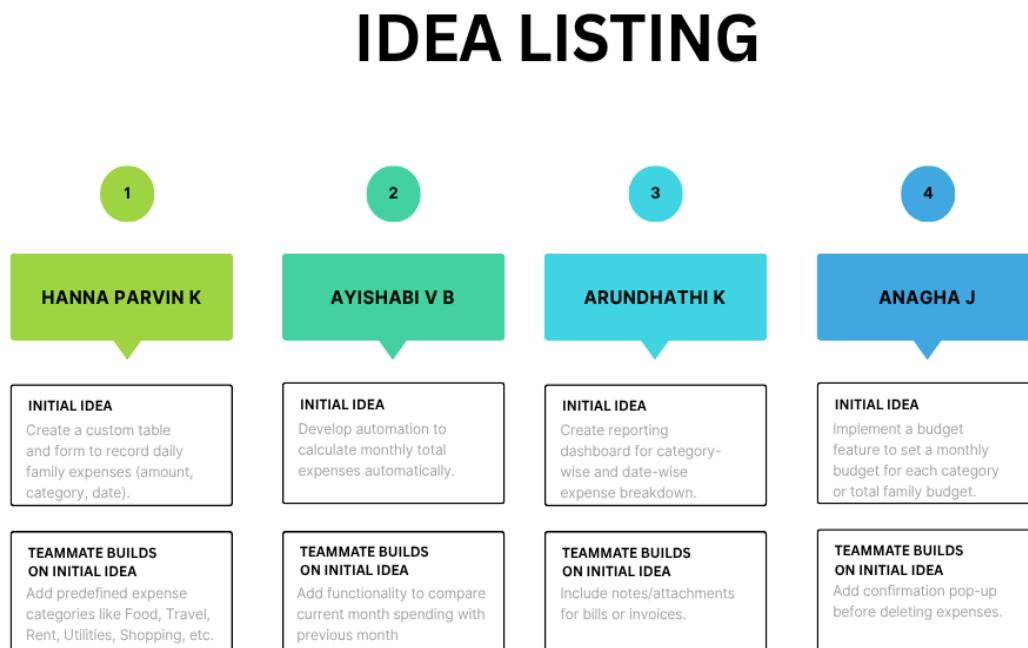 IDEA LISTING
1
2
3
4
HANNA PARVIN K
AYISHABI V B
ARUNDHATHI K
ANAGHA J
INITIAL IDEA
Create a custom table
and form to record daily
family expenses (amount,
category, date).
INITIAL IDEA
Develop automation to
calculate monthly total
expenses automatically.
INITIAL IDEA
Create reporting
dashboard for category-
wise and date-wise
expense breakdown.
INITIAL IDEA
Implement a budget
feature to set a monthly
budget for each category
or total family budget.
TEAMMATE BUILDS
ON INITIAL IDEA
Add predefined expense
categories like Food, Travel,
Rent, Utilities, Shopping, etc.
TEAMMATE BUILDS
ON INITIAL IDEA
Add functionality to compare
current month spending with
previous month
TEAMMATE BUILDS
ON INITIAL IDEA
Include notes/attachments
for bills or invoices.
TEAMMATE BUILDS
ON INITIAL IDEA
Add confirmation pop-up
before deleting expenses.